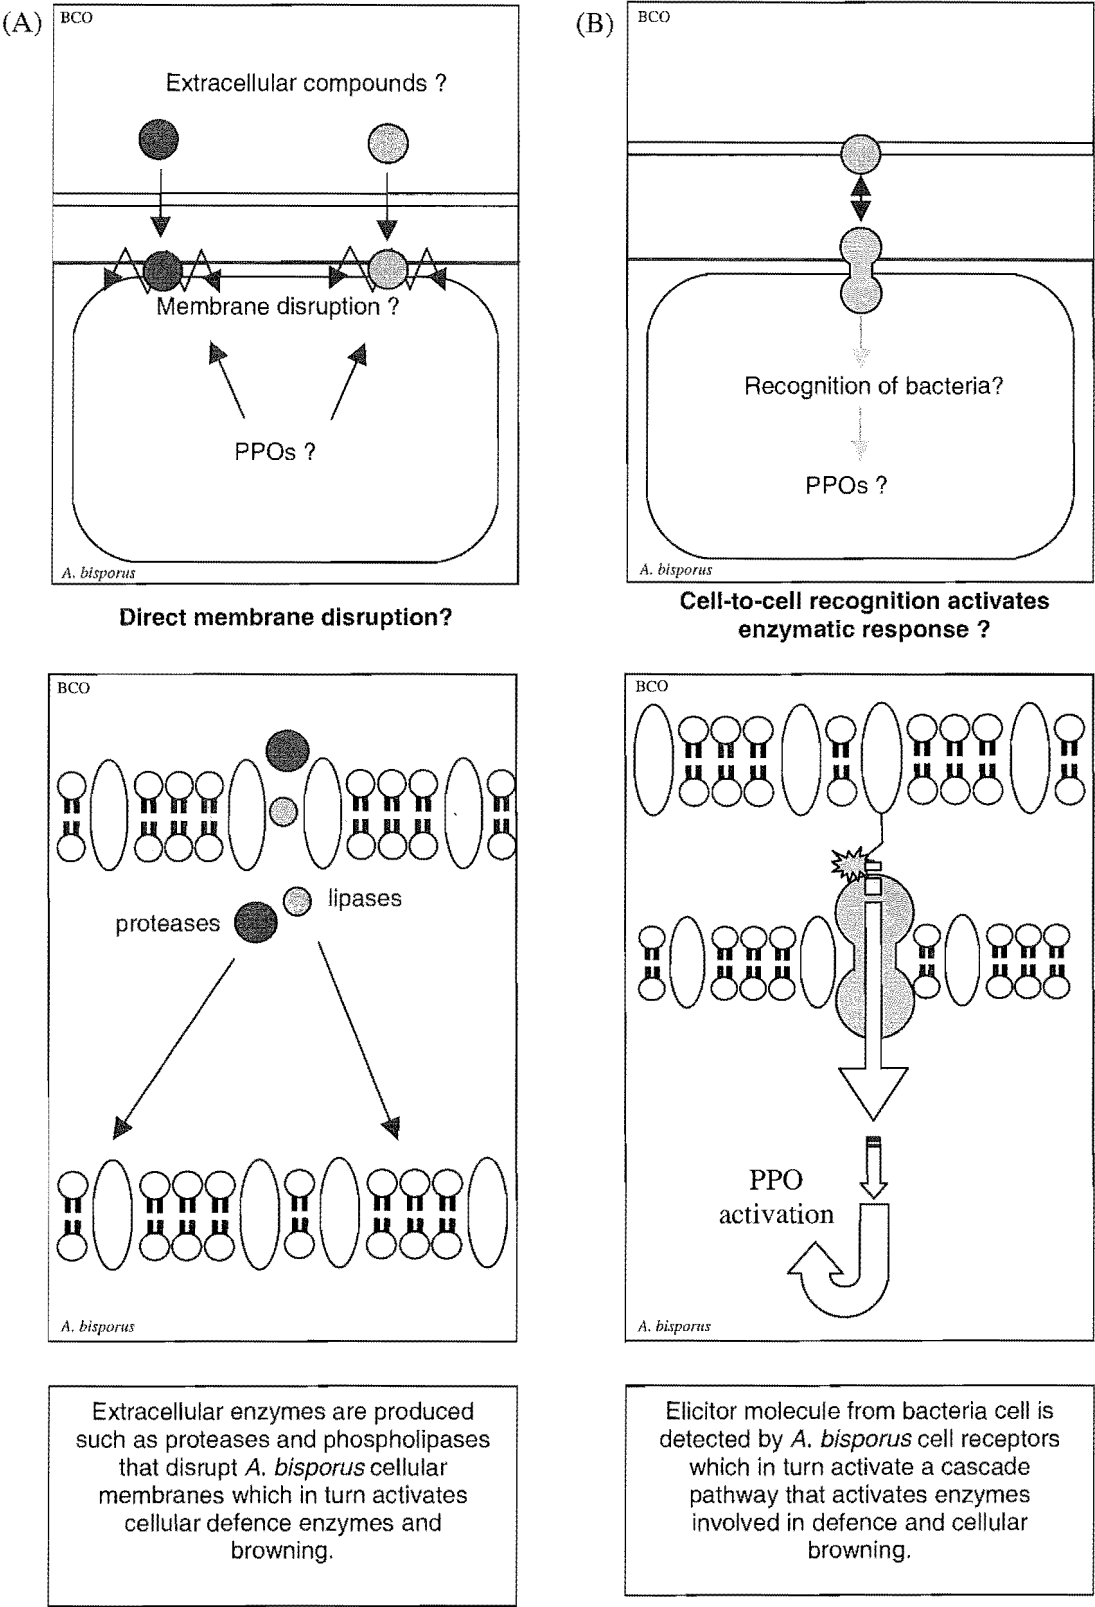 (A)
BCO
Extracellular compounds ?
Membrane disruption ?
PPOs ?
A. bisporus
Direct membrane disruption?
(B)
BCO
Recognition of bacteria?
PPOs ?
A. bisporus
Cell-to-cell recognition activates
enzymatic response ?
BCO
proteases
lipases
A. bisporus
BCO
PPO
activation
A. bisporus
Extracellular enzymes are produced
such as proteases and phospholipases
that disrupt A. bisporus cellular
membranes which in turn activates
cellular defence enzymes and
browning.
Elicitor molecule from bacteria cell is
detected by A. bisporus cell receptors
which in turn activate a cascade
pathway that activates enzymes
involved in defence and cellular
browning.